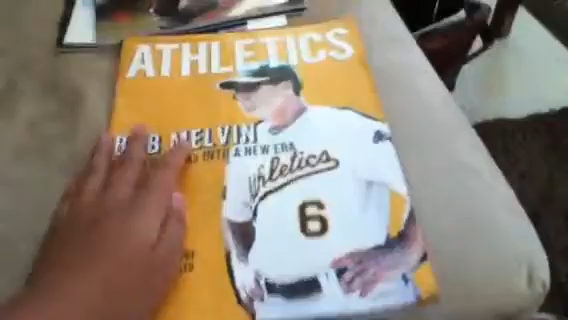 ATHLETICS
BOB MELVIN
INTO A NEW ERA
Athletics
6